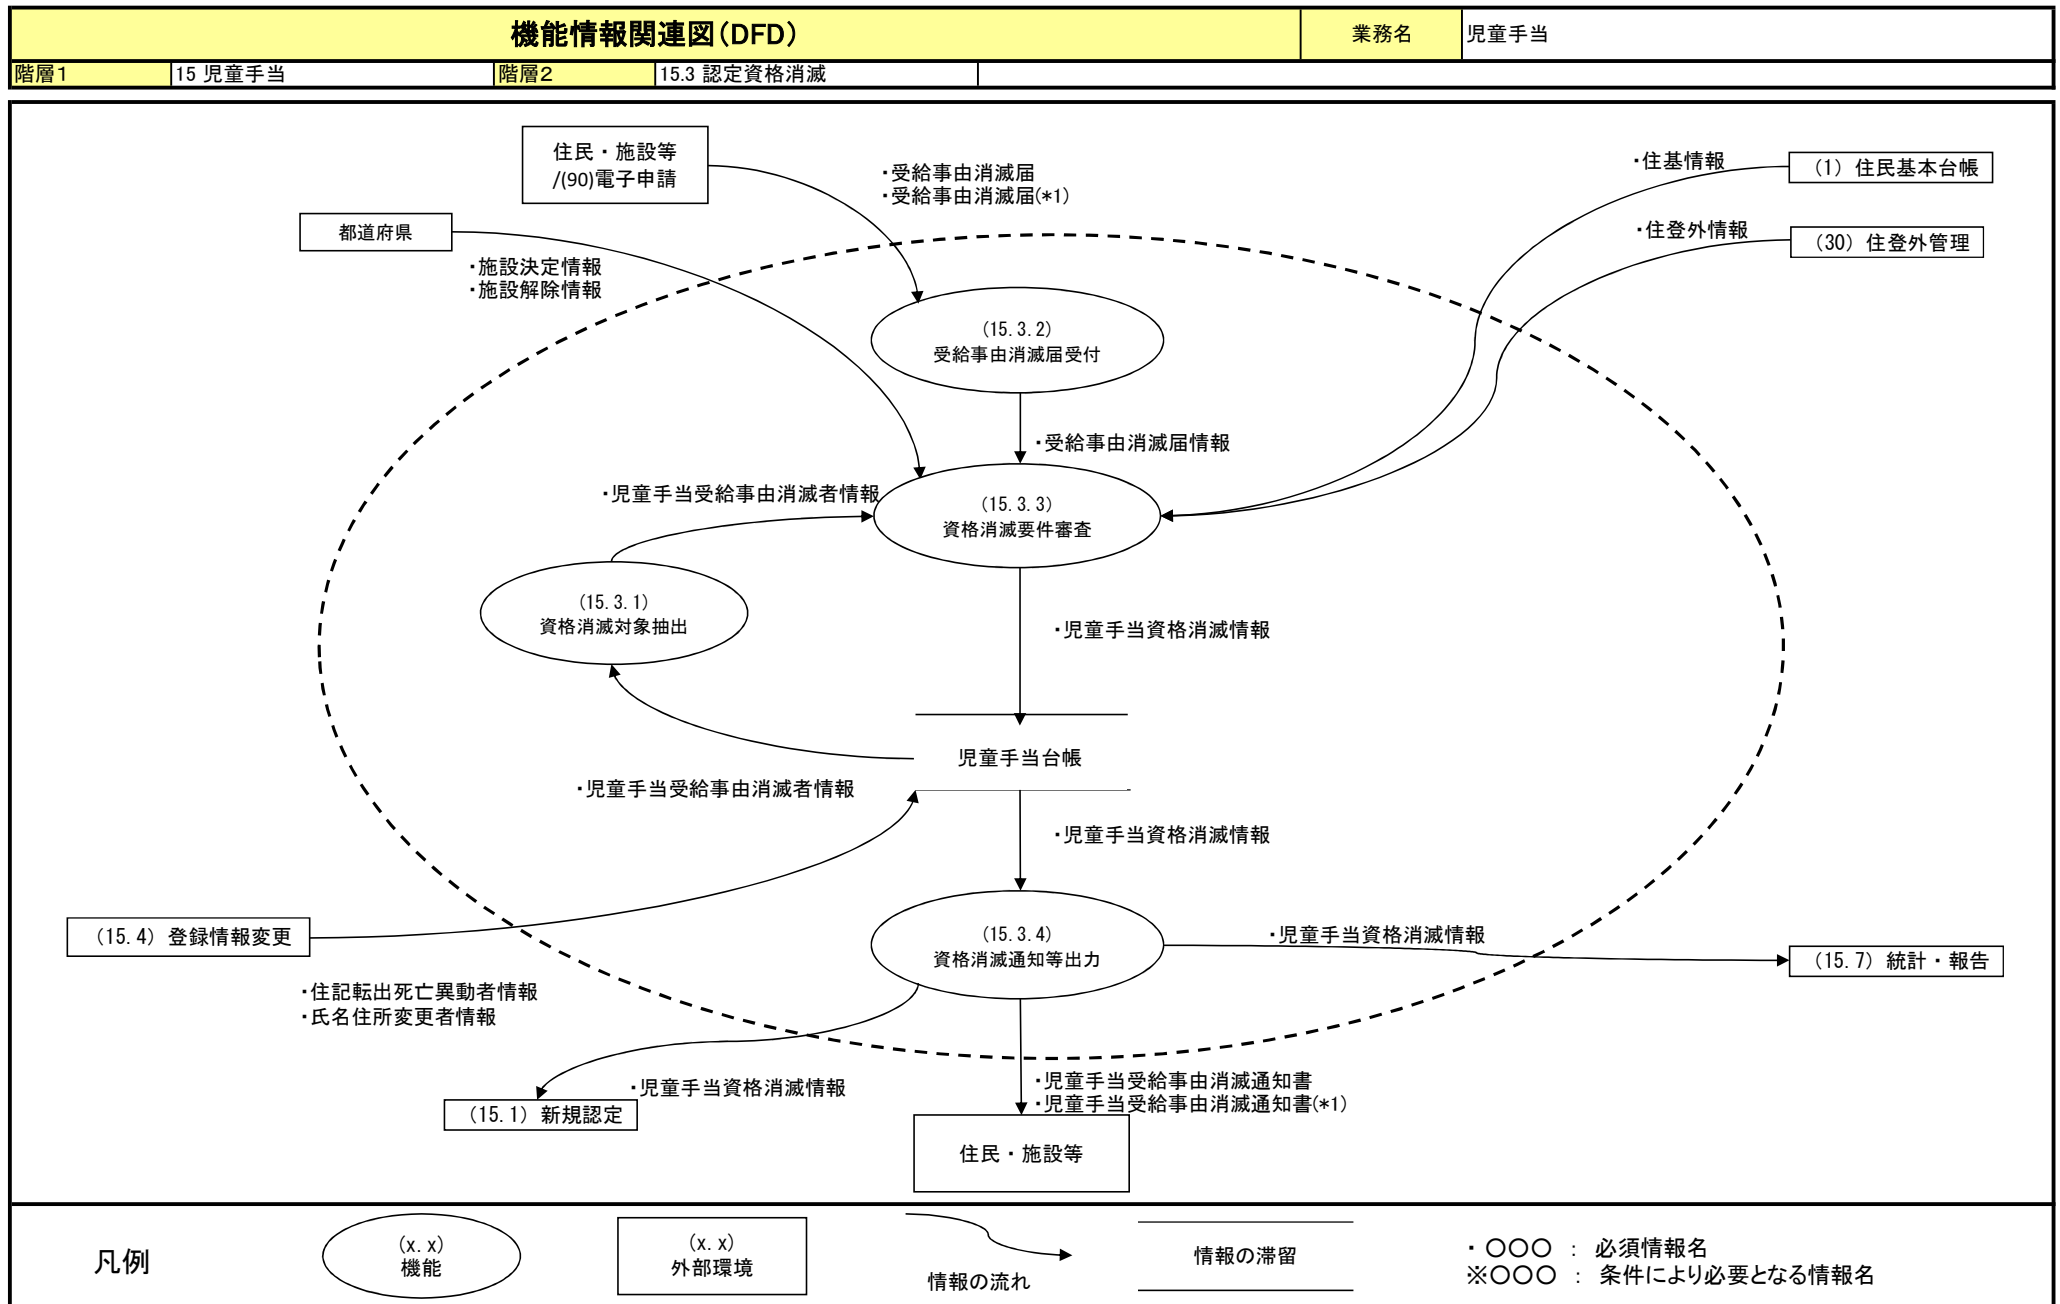 機能情報関連図(DFD)
業務名
児童手当
階層1
15 児童手当
階層2
15.3 認定資格消滅
住民・施設等
/(90)電子申請
・受給事由消滅届
・受給事由消滅届(*1)
・住基情報
(1) 住民基本台帳
都道府県
・施設決定情報
・施設解除情報
・住登外情報
(30) 住登外管理
(15.3.2)
受給事由消滅届受付
・受給事由消滅届情報
・児童手当受給事由消滅者情報
(15.3.3)
資格消滅要件審査
(15.3.1)
資格消滅対象抽出
・児童手当資格消滅情報
児童手当台帳
・児童手当受給事由消滅者情報
・児童手当資格消滅情報
(15.4) 登録情報変更
(15.3.4)
資格消滅通知等出力
・児童手当資格消滅情報
(15.7) 統計・報告
・住記転出死亡異動者情報
・氏名住所変更者情報
・児童手当資格消滅情報
(15.1) 新規認定
・児童手当受給事由消滅通知書
・児童手当受給事由消滅通知書(*1)
住民・施設等
凡例
(x.x)
機能
(x.x)
外部環境
情報の流れ
情報の滞留
・ 〇〇〇 : 必須情報名
※〇〇〇 : 条件により必要となる情報名